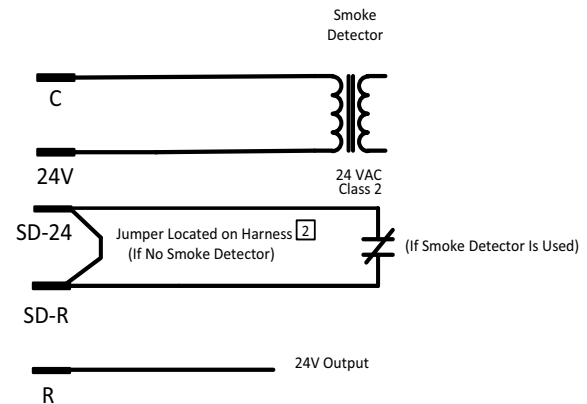 Smoke
Detector
C
24V
24 VAC
Class 2
SD-24
Jumper Located on Harness 2
(If No Smoke Detector)
(If Smoke Detector Is Used)
SD-R
24V Output
R